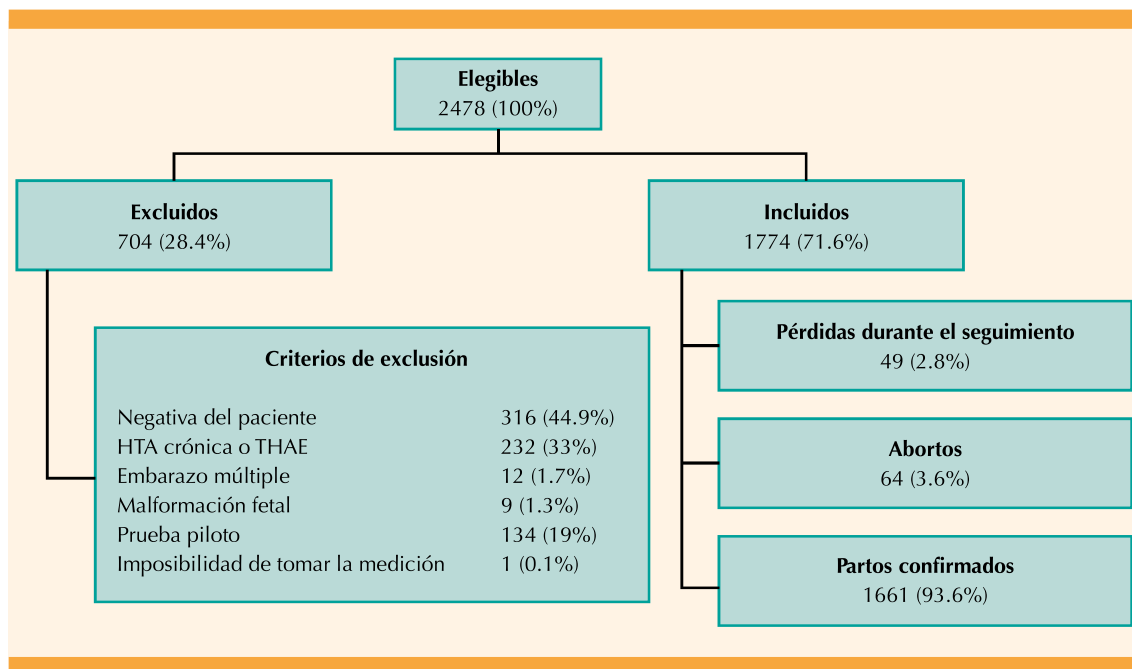 Elegibles
2478 (100%)
Excluidos
704 (28.4%)
Incluidos
1774 (71.6%)
Criterios de exclusión
Negativa del paciente 316 (44.9%)
HTA crónica o THAE 232 (33%)
Embarazo múltiple 12 (1.7%)
Malformación fetal 9 (1.3%)
Prueba piloto 134 (19%)
Imposibilidad de tomar la medición 1 (0.1%)
Pérdidas durante el seguimiento
49 (2.8%)
Abortos
64 (3.6%)
Partos confirmados
1661 (93.6%)